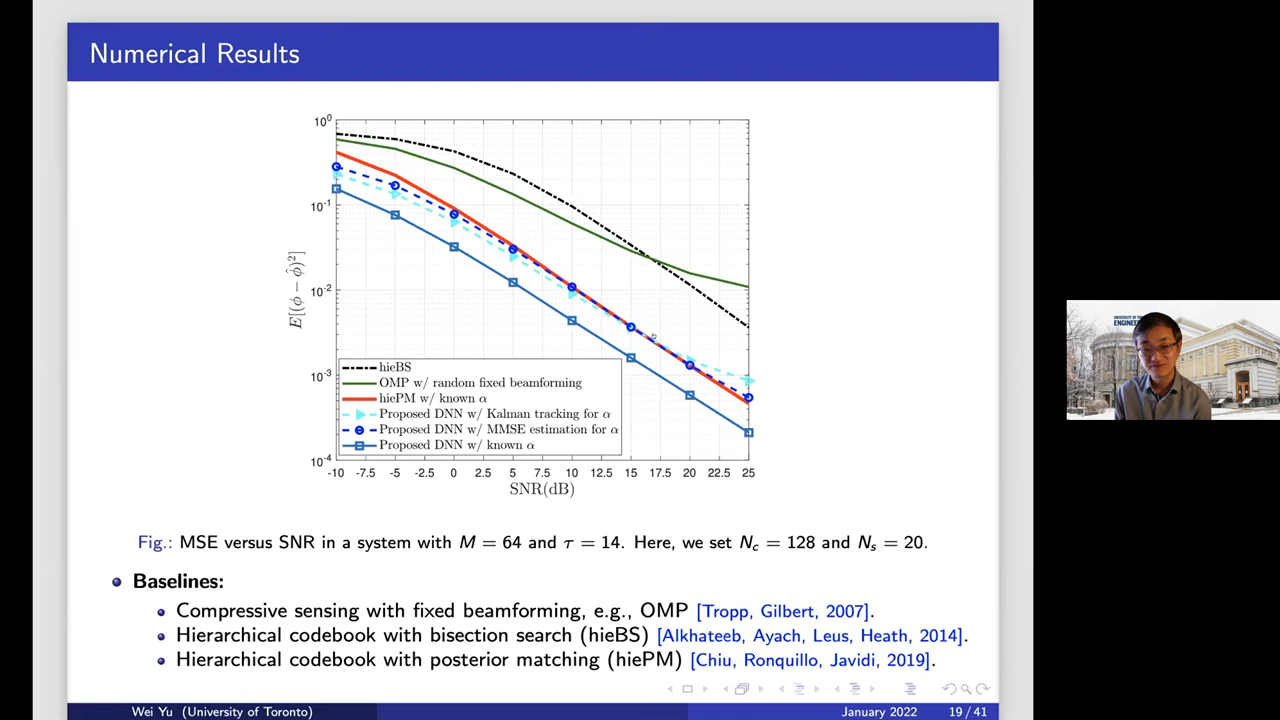 Numerical Results
10^0
10^-1
10^-2
10^-3
10^-4
E[(ϕ − ϕ̂)^2]
hieBS
OMP w/ random fixed beamforming
hiePM w/ known α
Proposed DNN w/ Kalman tracking for α
Proposed DNN w/ MMSE estimation for α
Proposed DNN w/ known α
-10 -7.5 -5 -2.5 0 2.5 5 7.5 10 12.5 15 17.5 20 22.5 25
SNR(dB)
Fig.: MSE versus SNR in a system with M = 64 and τ = 14. Here, we set N_c = 128 and N_s = 20.
Baselines:
Compressive sensing with fixed beamforming, e.g., OMP [Tropp, Gilbert, 2007].
Hierarchical codebook with bisection search (hieBS) [Alkhateeb, Ayach, Leus, Heath, 2014].
Hierarchical codebook with posterior matching (hiePM) [Chiu, Ronquillo, Javidi, 2019].
Wei Yu (University of Toronto) January 2022 19 / 41